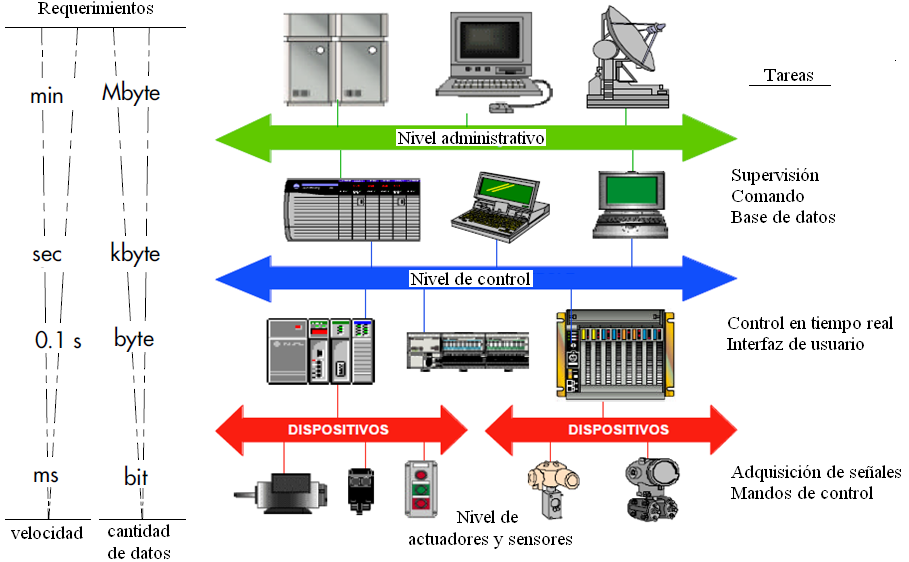 Requerimientos
min
Mbyte
Tareas
Nivel administrativo
Supervisión
Comando
Base de datos
sec
kbyte
Nivel de control
0.1 s
byte
Control en tiempo real
Interfaz de usuario
DISPOSITIVOS
DISPOSITIVOS
ms
bit
Adquisición de señales
Mandos de control
Nivel de
actuadores y sensores
velocidad
cantidad
de datos